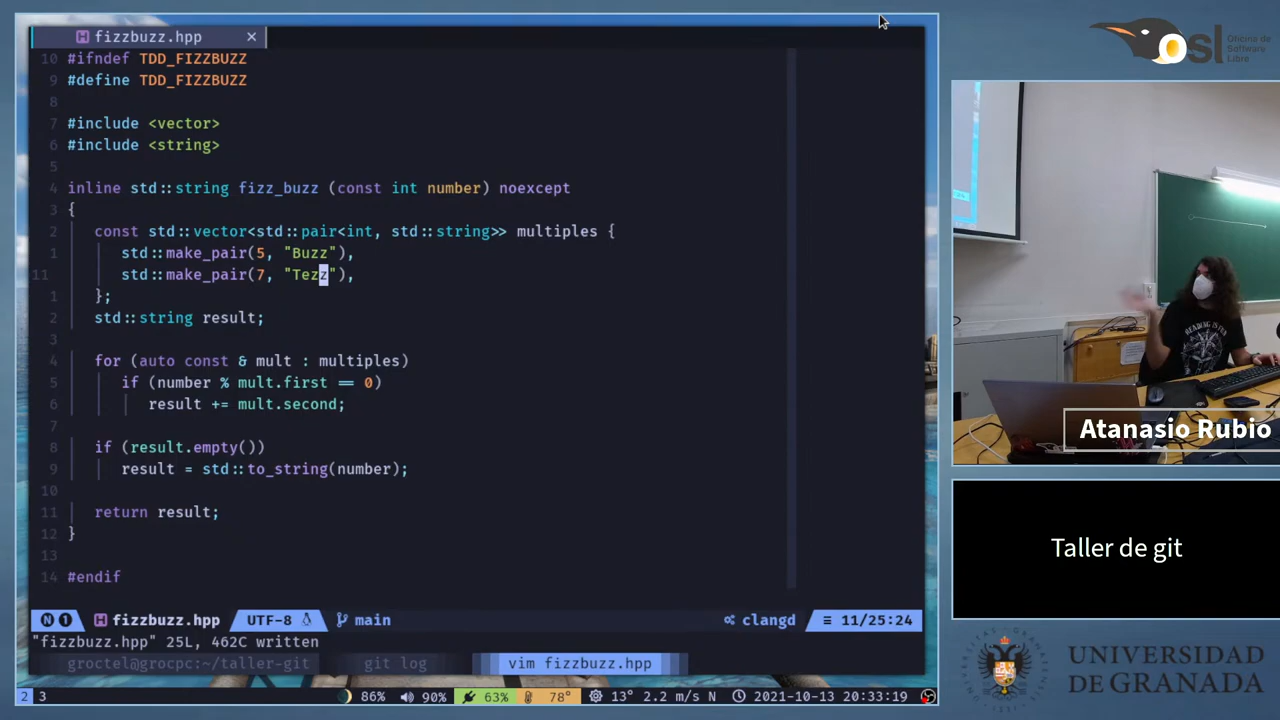 fizzbuzz.hpp ×
10 #ifndef TDD_FIZZBUZZ
9 #define TDD_FIZZBUZZ
8
7 #include <vector>
6 #include <string>
5
4 inline std::string fizz_buzz (const int number) noexcept
3 {
2 const std::vector<std::pair<int, std::string>> multiples {
1 std::make_pair(5, "Buzz"),
11 std::make_pair(7, "Tezz"),
1 };
2 std::string result;
3
4 for (auto const & mult : multiples)
5 if (number % mult.first == 0)
6 result += mult.second;
7
8 if (result.empty())
9 result = std::to_string(number);
10
11 return result;
12 }
13
14 #endif
N 1 fizzbuzz.hpp UTF-8 main clangd ≡ 11/25:24
"fizzbuzz.hpp" 25L, 462C written
groctel@grocpc:~/taller-git git log vim fizzbuzz.hpp
2 3 86% 90% 63% 78° 13° 2.2 m/s N 2021-10-13 20:33:19
osl Oficina de
Software
Libre
READING IS FUN
Atanasio Rubio
Taller de git
UNIVERSIDAD
DE GRANADA